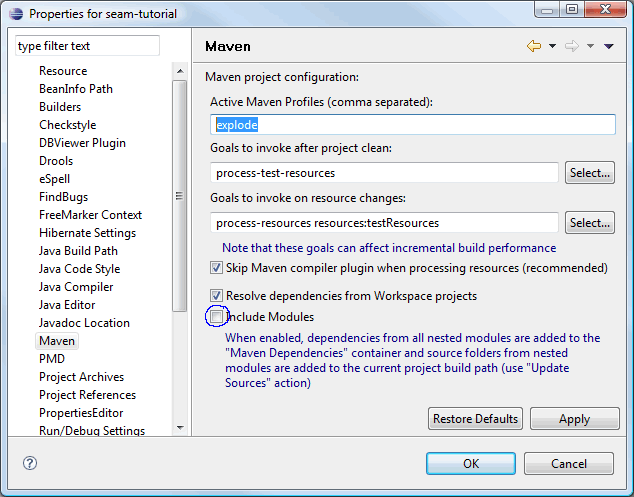 Properties for seam-tutorial
type filter text
Resource
BeanInfo Path
Builders
Checkstyle
DBViewer Plugin
Drools
eSpell
FindBugs
FreeMarker Context
Hibernate Settings
Java Build Path
Java Code Style
Java Compiler
Java Editor
Javadoc Location
Maven
PMD
Project Archives
Project References
PropertiesEditor
Run/Debug Settings
Maven
Maven project configuration:
Active Maven Profiles (comma separated):
explode
Goals to invoke after project clean:
process-test-resources
Select...
Goals to invoke on resource changes:
process-resources resources:testResources
Select...
Note that these goals can affect incremental build performance
Skip Maven compiler plugin when processing resources (recommended)
Resolve dependencies from Workspace projects
Include Modules
When enabled, dependencies from all nested modules are added to the
"Maven Dependencies" container and source folders from nested
modules are added to the current project build path (use "Update
Sources" action)
Restore Defaults
Apply
?
OK
Cancel